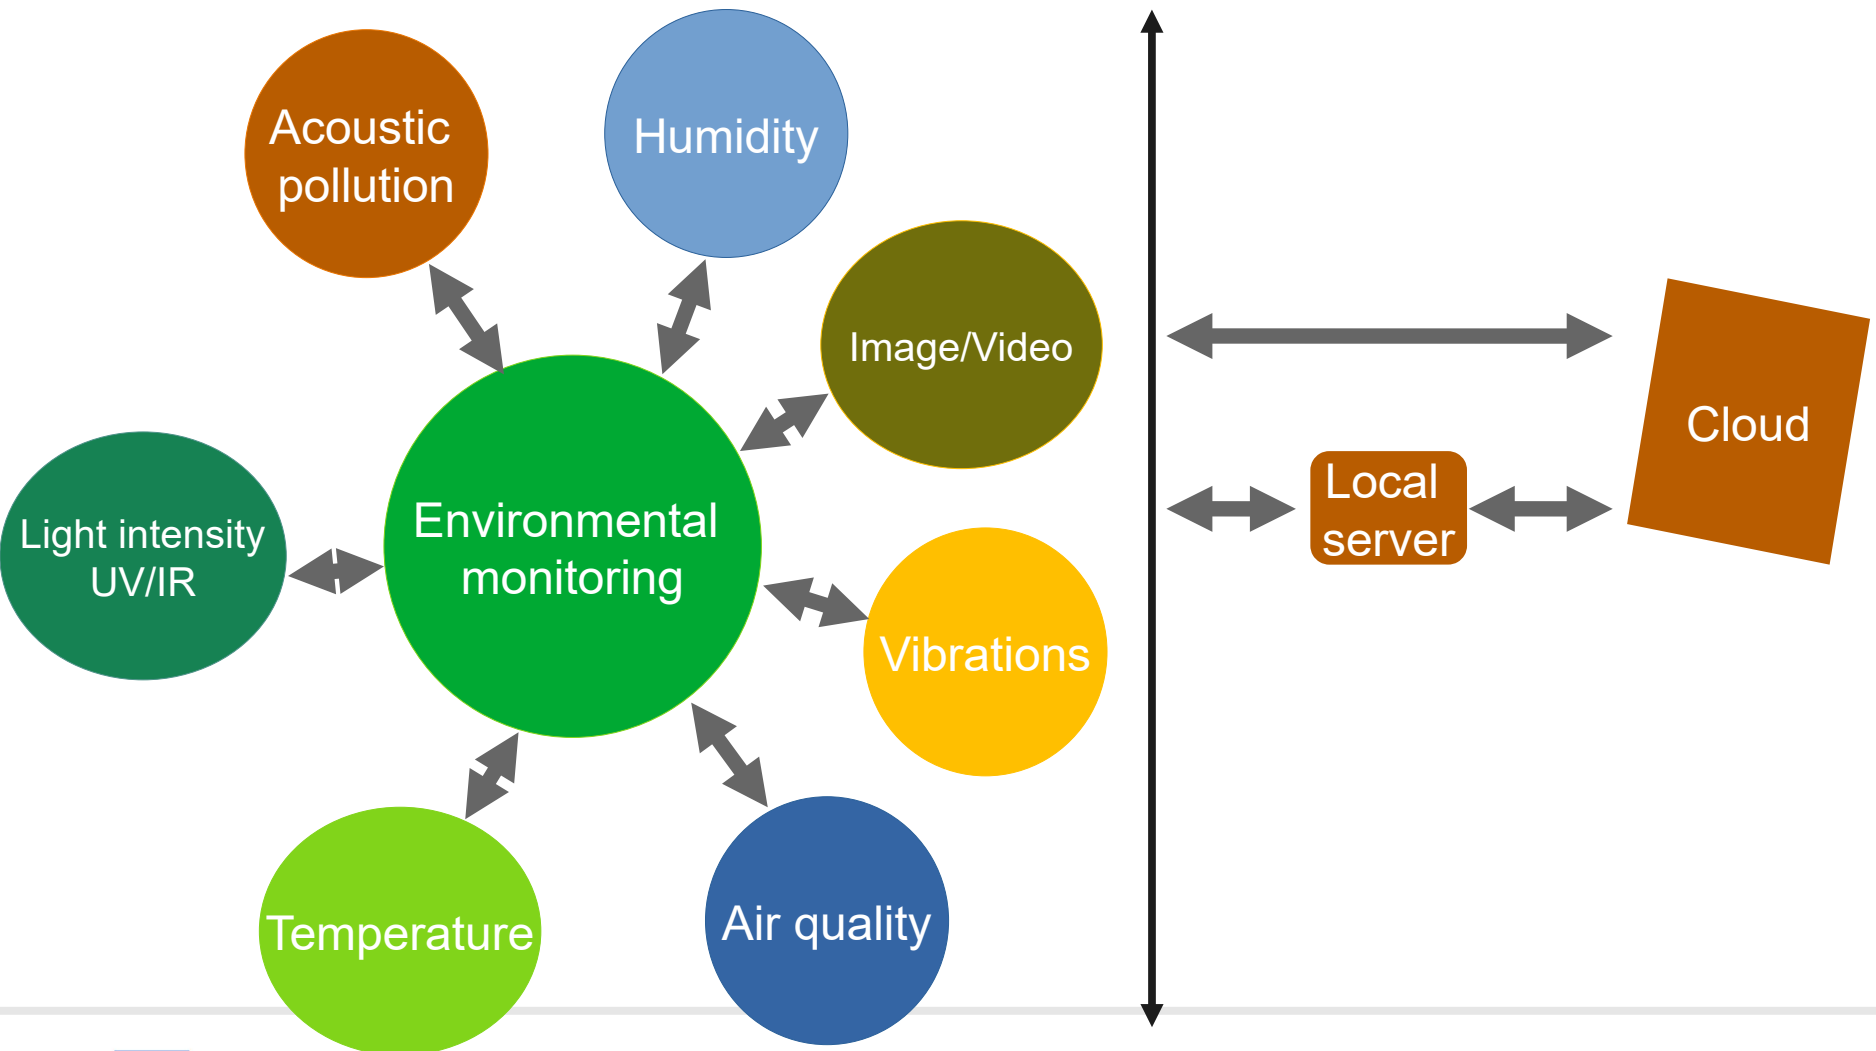 Acoustic
pollution
Humidity
Image/Video
Light intensity
UV/IR
Environmental
monitoring
Vibrations
Temperature
Air quality
Local
server
Cloud